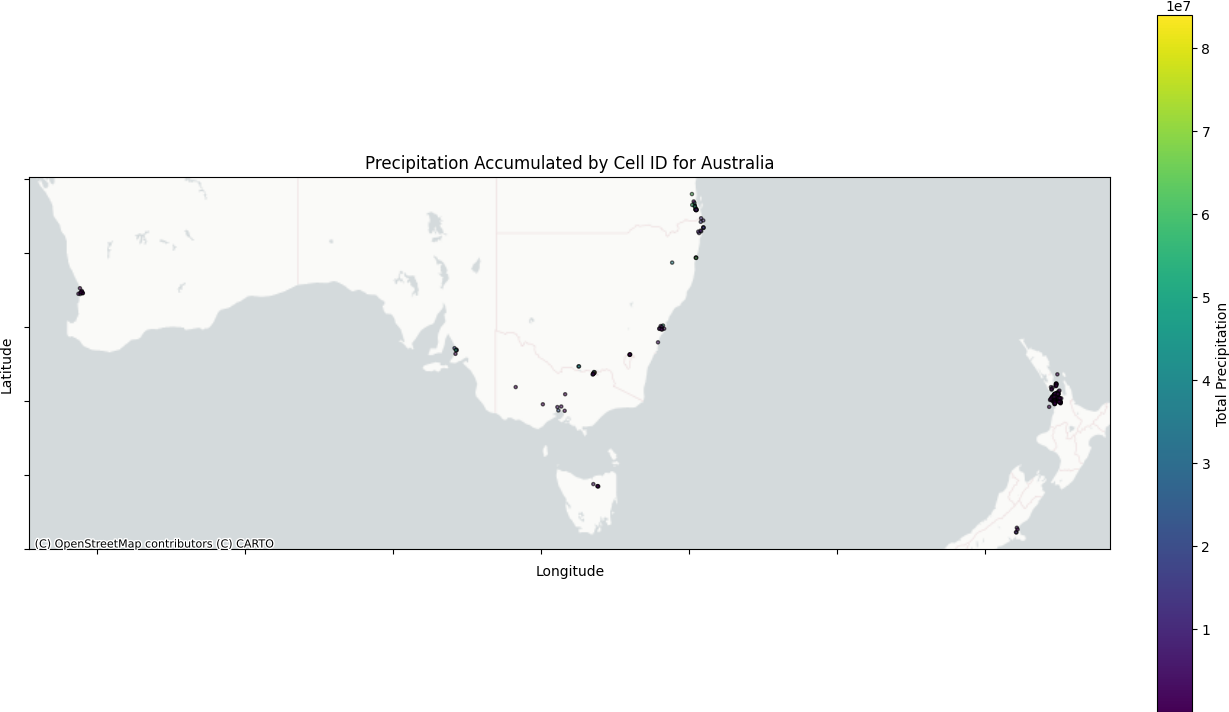 1e7
Precipitation Accumulated by Cell ID for Australia
8
7
6
5
4
3
2
1
Total Precipitation
Latitude
(C) OpenStreetMap contributors (C) CARTO
Longitude